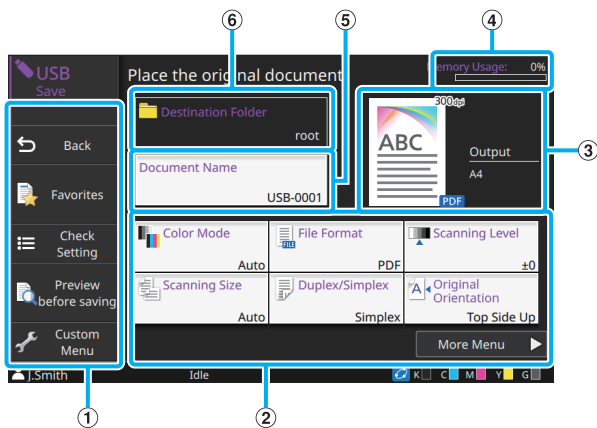 6
5
4
USB
Save
Place the original document
Memory Usage: 0%
Destination Folder
root
300dpi
ABC
PDF
Output
A4
3
Document Name
USB-0001
Back
Favorites
Check
Setting
Preview
before saving
Custom
Menu
Color Mode
Auto
File Format
FILE
PDF
Scanning Level
±0
Scanning Size
Auto
Duplex/Simplex
Simplex
A
Original
Orientation
Top Side Up
More Menu
J.Smith
Idle
K C M Y G
1
2